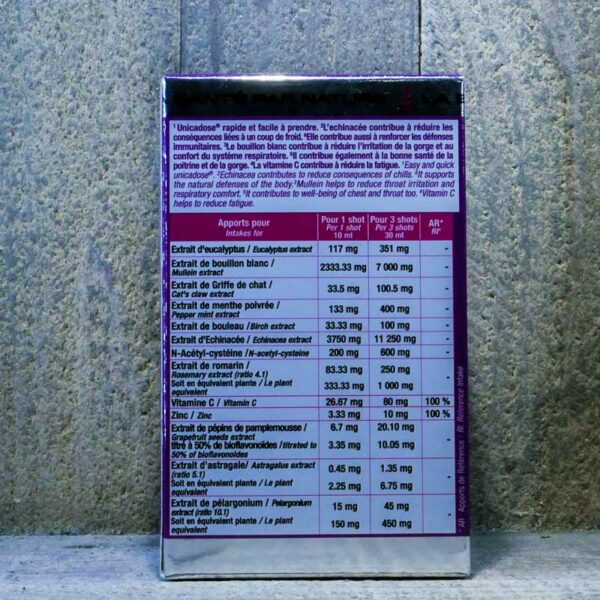 SANTÉ PAR NATURE LA S
¹ Unicadose® rapide et facile à prendre. ²L'echinacée contribue à réduire les
conséquences liées à un coup de froid. ³Elle contribue aussi à renforcer les défenses
immunitaires. ³Le bouillon blanc contribue à réduire l'irritation de la gorge et au
confort du système respiratoire. ³Il contribue également à la bonne santé de la
poitrine et de la gorge. ⁴La vitamine C contribue à réduire la fatigue. ¹Easy and quick
unicadose®. ²Echinacea contributes to reduce consequences of chills. ²It supports
the natural defenses of the body. ³Mullein helps to reduce throat irritation and
respiratory comfort. ³It contributes to well-being of chest and throat too. ⁴Vitamin C
helps to reduce fatigue.
Apports pour Pour 1 shot Pour 3 shots AR*
Intakes for Per 1 shot Per 3 shots RI*
10 ml 30 ml
Extrait d'eucalyptus / Eucalyptus extract 117 mg 351 mg -
Extrait de bouillon blanc / 2333.33 mg 7 000 mg -
Mullein extract
Extrait de Griffe de chat / 33.5 mg 100.5 mg -
Cat's claw extract
Extrait de menthe poivrée / 133 mg 400 mg -
Pepper mint extract
Extrait de bouleau /Birch extract 33.33 mg 100 mg -
Extrait d'Echinacée / Echinacea extract 3750 mg 11 250 mg -
N-Acétyl-cystéine /N-acetyl-cysteine 200 mg 600 mg -
Extrait de romarin / 83.33 mg 250 mg -
Rosemary extract (ratio 4.1)
Soit en équivalent plante / Le plant 333.33 mg 1 000 mg
equivalent
Vitamine C / Vitamin C 26.67 mg 80 mg 100 %
Zinc / Zinc 3.33 mg 10 mg 100 %
Extrait de pépins de pamplemousse / 6.7 mg 20.10 mg -
Grapefruit seeds extract
titré à 50% de bioflavonoïdes /titrated to 3.35 mg 10.05 mg
50% of bioflavonoids
Extrait d'astragale/ Astragalus extract 0.45 mg 1.35 mg -
(ratio 5.1)
Soit en équivalent plante / Le plant 2.25 mg 6.75 mg
equivalent
Extrait de pélargonium / Pelargonium 15 mg 45 mg -
extract (ratio 10.1)
Soit en équivalent plante / Le plant 150 mg 450 mg
equivalent
* AR : Apports de Référence / RI : Reference Intake